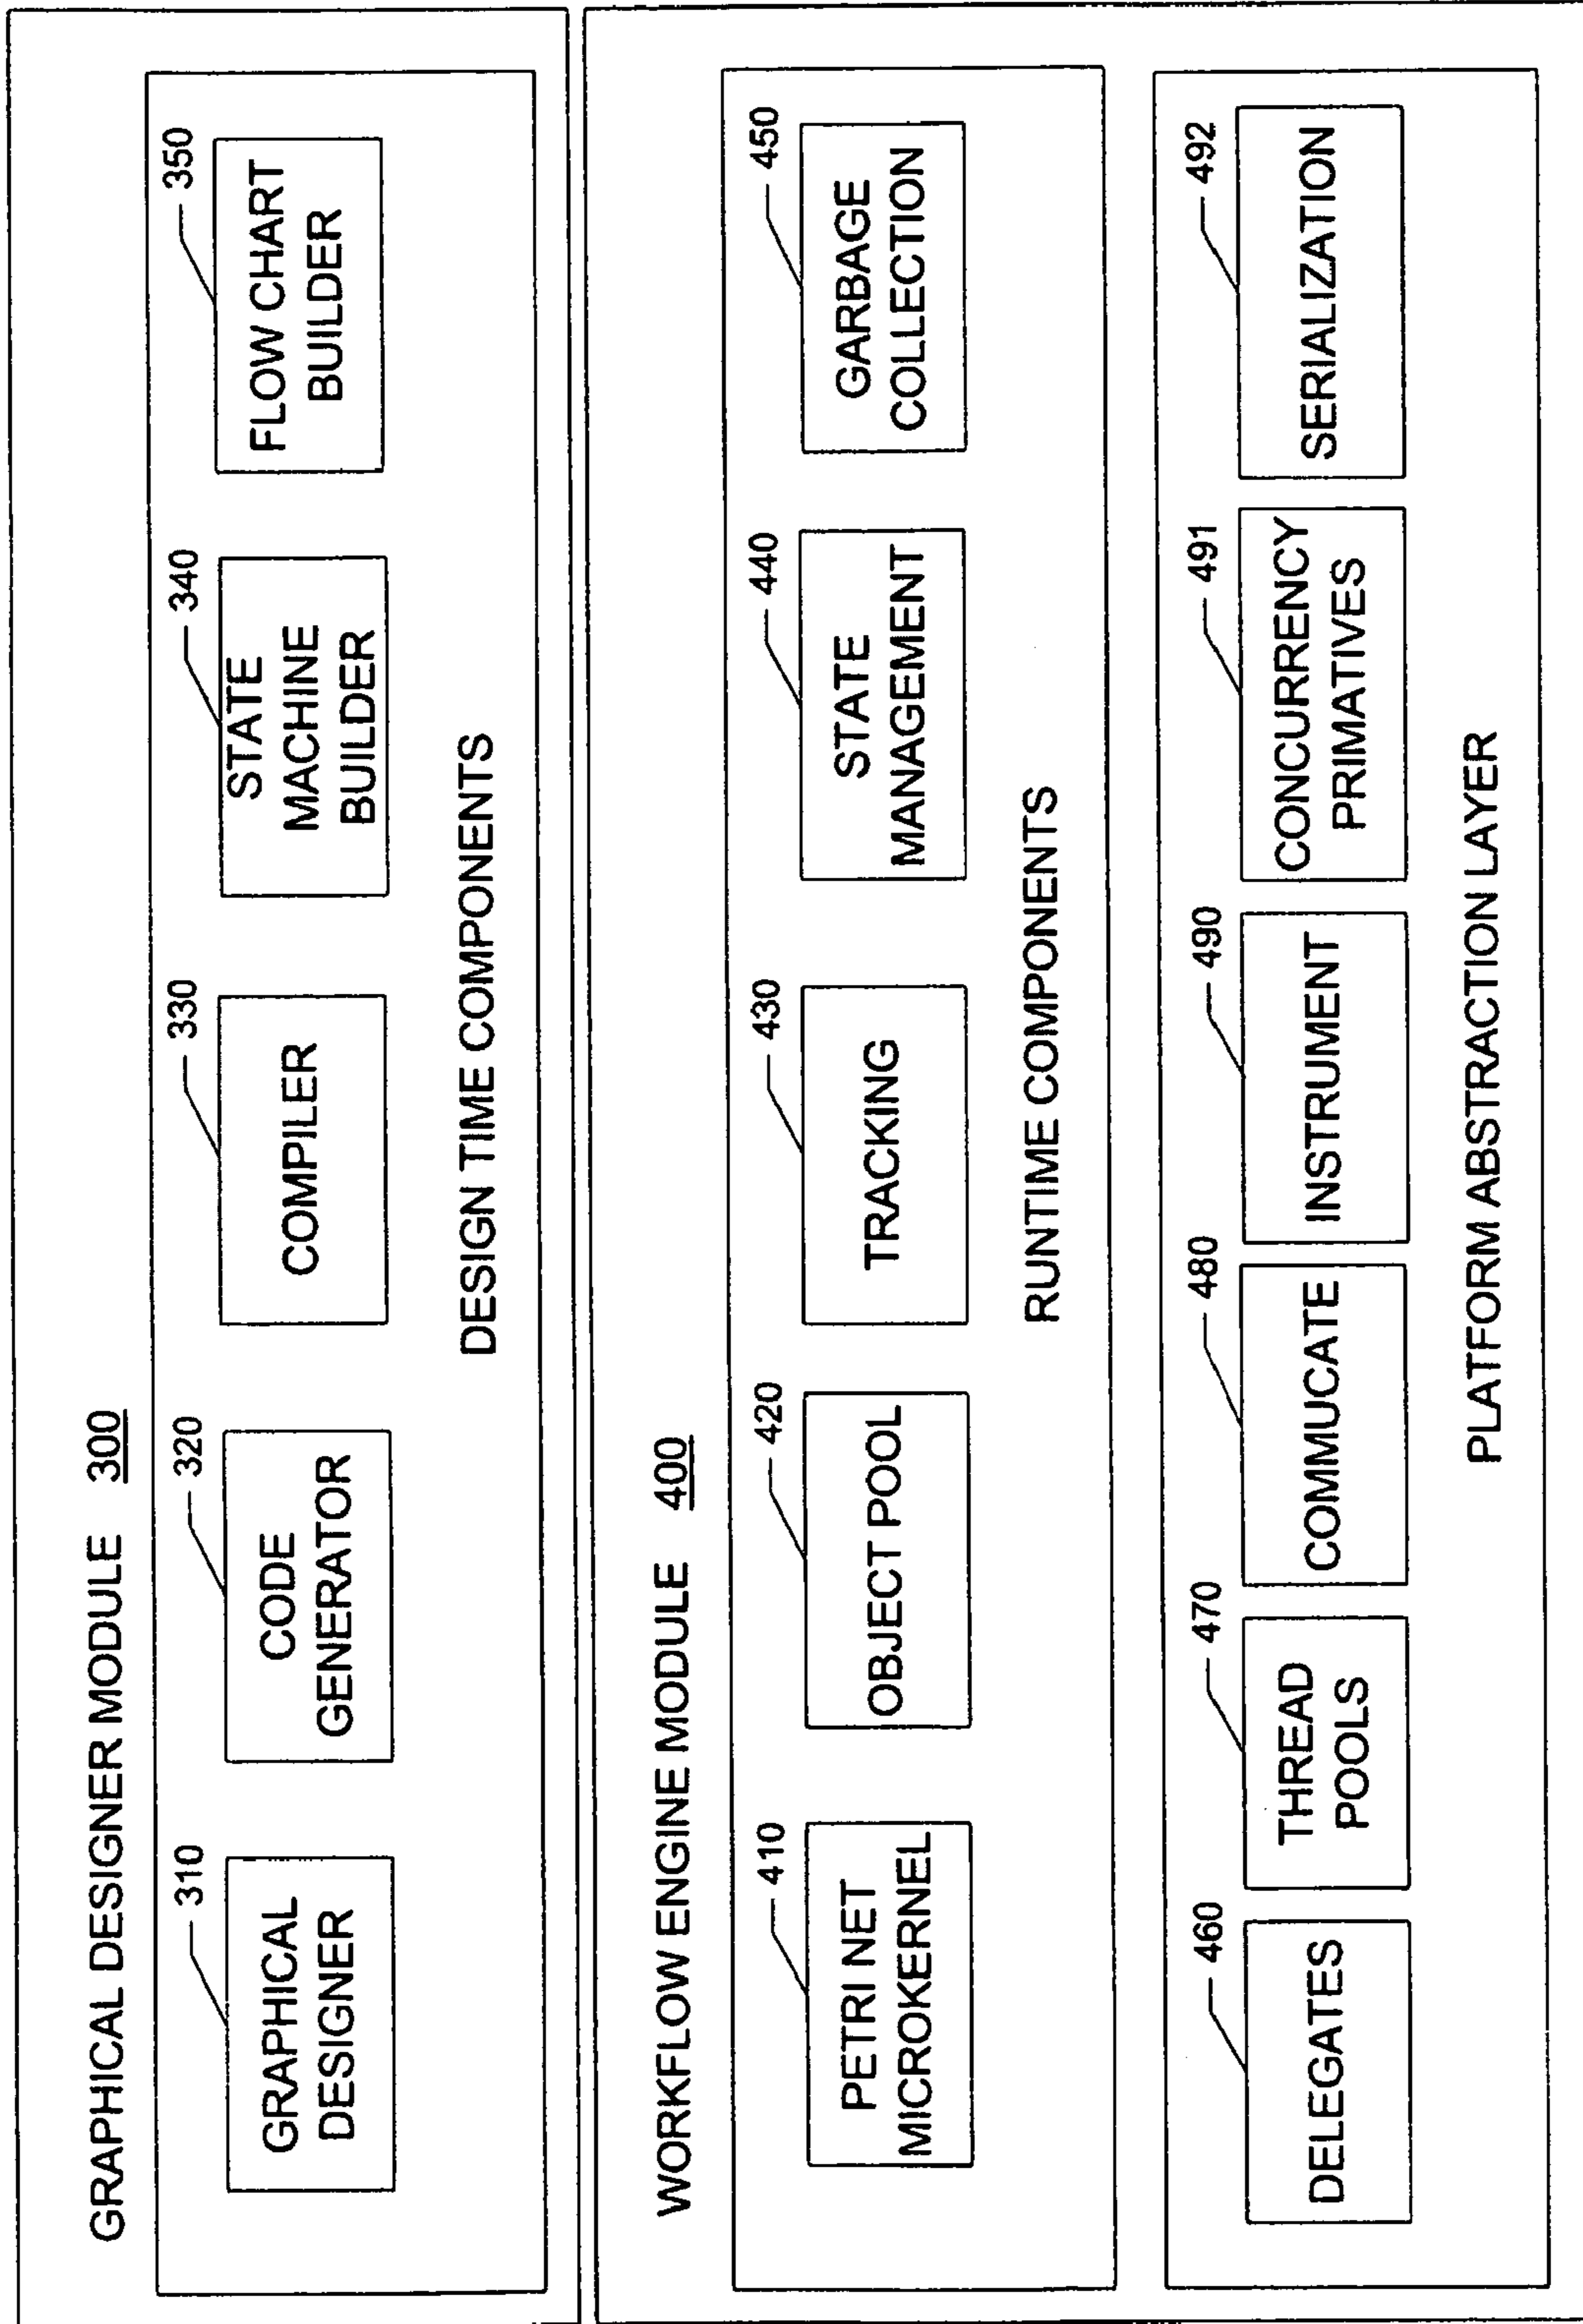 GRAPHICAL DESIGNER MODULE 300
310
GRAPHICAL
DESIGNER
320
CODE
GENERATOR
330
COMPILER
340
STATE
MACHINE
BUILDER
350
FLOW CHART
BUILDER
DESIGN TIME COMPONENTS
WORKFLOW ENGINE MODULE 400
410
PETRI NET
MICROKERNEL
420
OBJECT POOL
430
TRACKING
440
STATE
MANAGEMENT
450
GARBAGE
COLLECTION
RUNTIME COMPONENTS
460
DELEGATES
470
THREAD
POOLS
480
COMMUCATE
490
INSTRUMENT
491
CONCURRENCY
PRIMATIVES
492
SERIALIZATION
PLATFORM ABSTRACTION LAYER